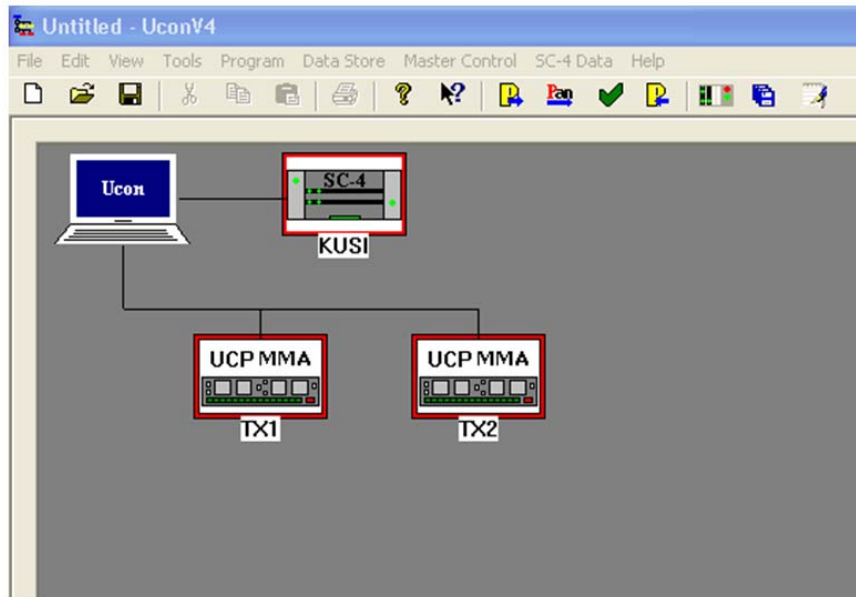 Untitled - UconV4
File Edit View Tools Program Data Store Master Control SC-4 Data Help
Pan
Ucon
SC-4
KUSI
UCP MMA UCP MMA
TX1 TX2